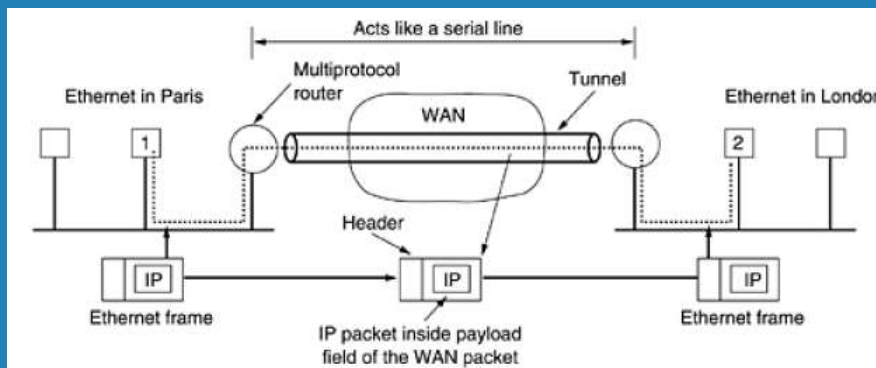 Acts like a serial line
Multiprotocol
router
Tunnel
Ethernet in Paris
WAN
Ethernet in London
1
2
Header
IP
IP
IP
Ethernet frame
IP packet inside payload
field of the WAN packet
Ethernet frame